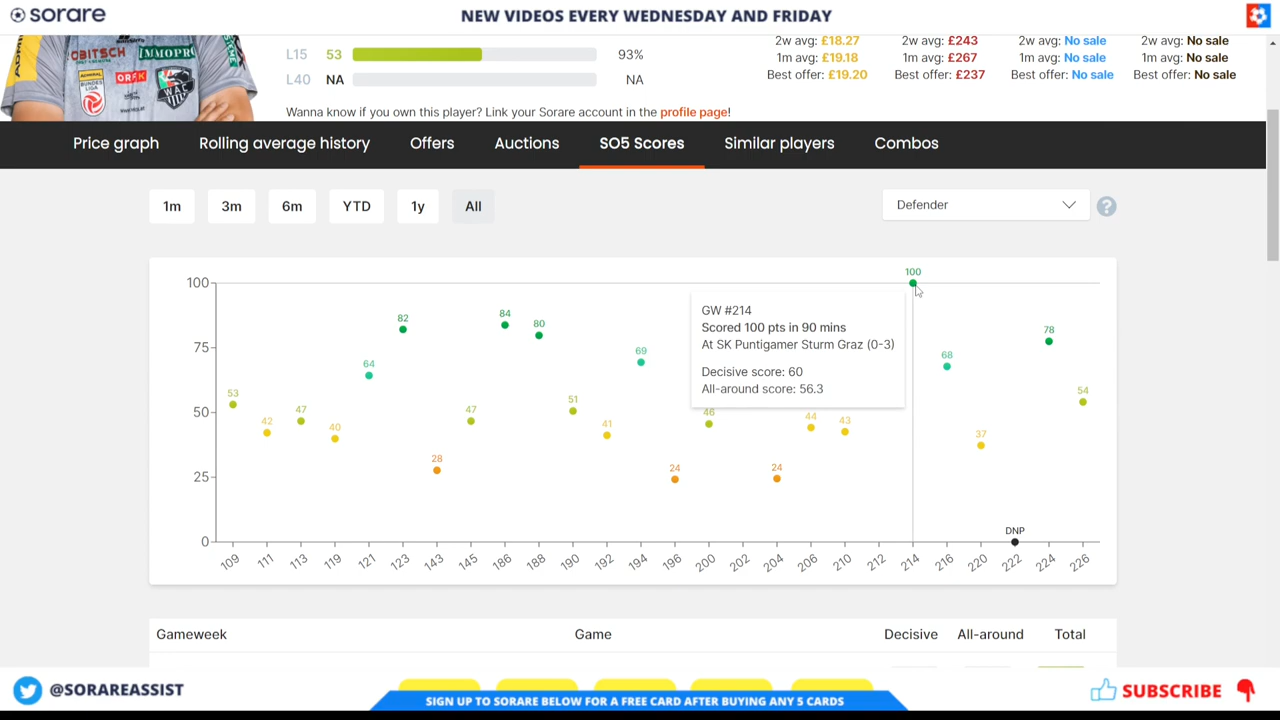 sorare
NEW VIDEOS EVERY WEDNESDAY AND FRIDAY
2w avg: £18.27
2w avg: £243
2w avg: No sale
2w avg: No sale
L15 53 93%
1m avg: £19.18
1m avg: £267
1m avg: No sale
1m avg: No sale
L40 NA NA
Best offer: £19.20
Best offer: £237
Best offer: No sale
Best offer: No sale
OBITSCH
IMMOPR
ADMIRAL
BUNDES
LIGA
WAC
Wanna know if you own this player? Link your Sorare account in the profile page!
Price graph Rolling average history Offers Auctions SO5 Scores Similar players Combos
1m 3m 6m YTD 1y All
Defender ?
100
75
50
25
0
53 42 47 40 64 82 28 47 84 80 51 41 69 24 46 24 44 43 100 68 37 DNP 78 54
GW #214
Scored 100 pts in 90 mins
At SK Puntigamer Sturm Graz (0-3)
Decisive score: 60
All-around score: 56.3
109 111 113 119 121 123 143 145 186 188 190 192 194 196 200 202 204 206 210 212 214 216 220 222 224 226
Gameweek Game Decisive All-around Total
@SORAREASSIST
SIGN UP TO SORARE BELOW FOR A FREE CARD AFTER BUYING ANY 5 CARDS
SUBSCRIBE